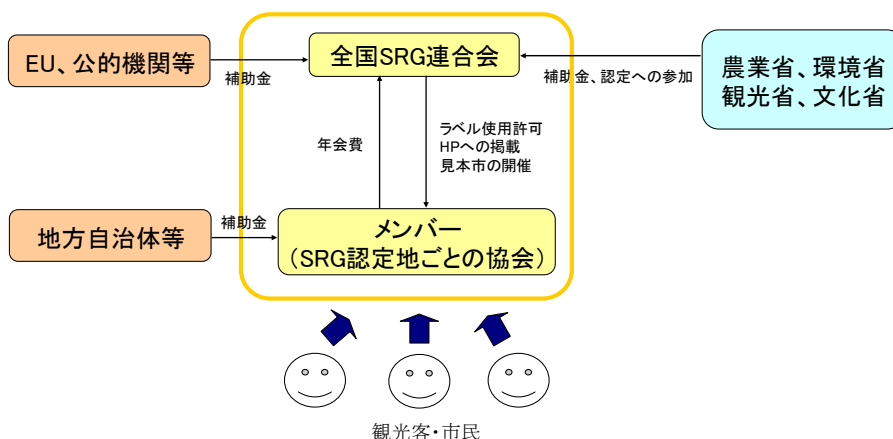 EU、公的機関等
補助金
全国SRG連合会
補助金、認定への参加
農業省、環境省
観光省、文化省
年会費
ラベル使用許可
HPへの掲載
見本市の開催
地方自治体等
補助金
メンバー
(SRG認定地ごとの協会)
観光客・市民